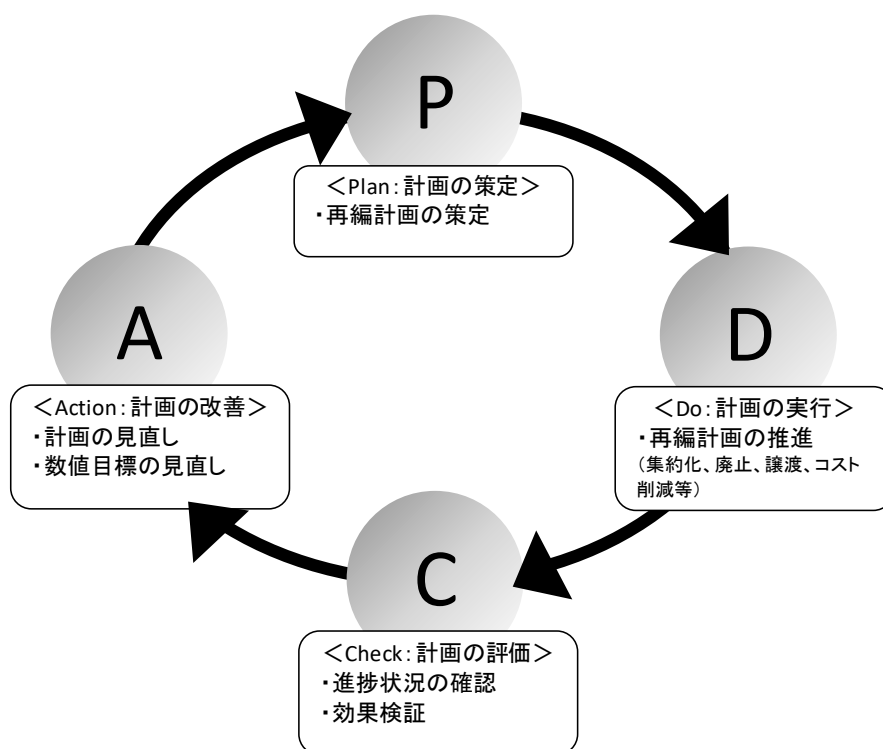 P
<Plan:計画の策定>
・再編計画の策定
D
<Do:計画の実行>
・再編計画の推進
(集約化、廃止、譲渡、コスト
削減等)
C
<Check:計画の評価>
・進捗状況の確認
・効果検証
A
<Action:計画の改善>
・計画の見直し
・数値目標の見直し